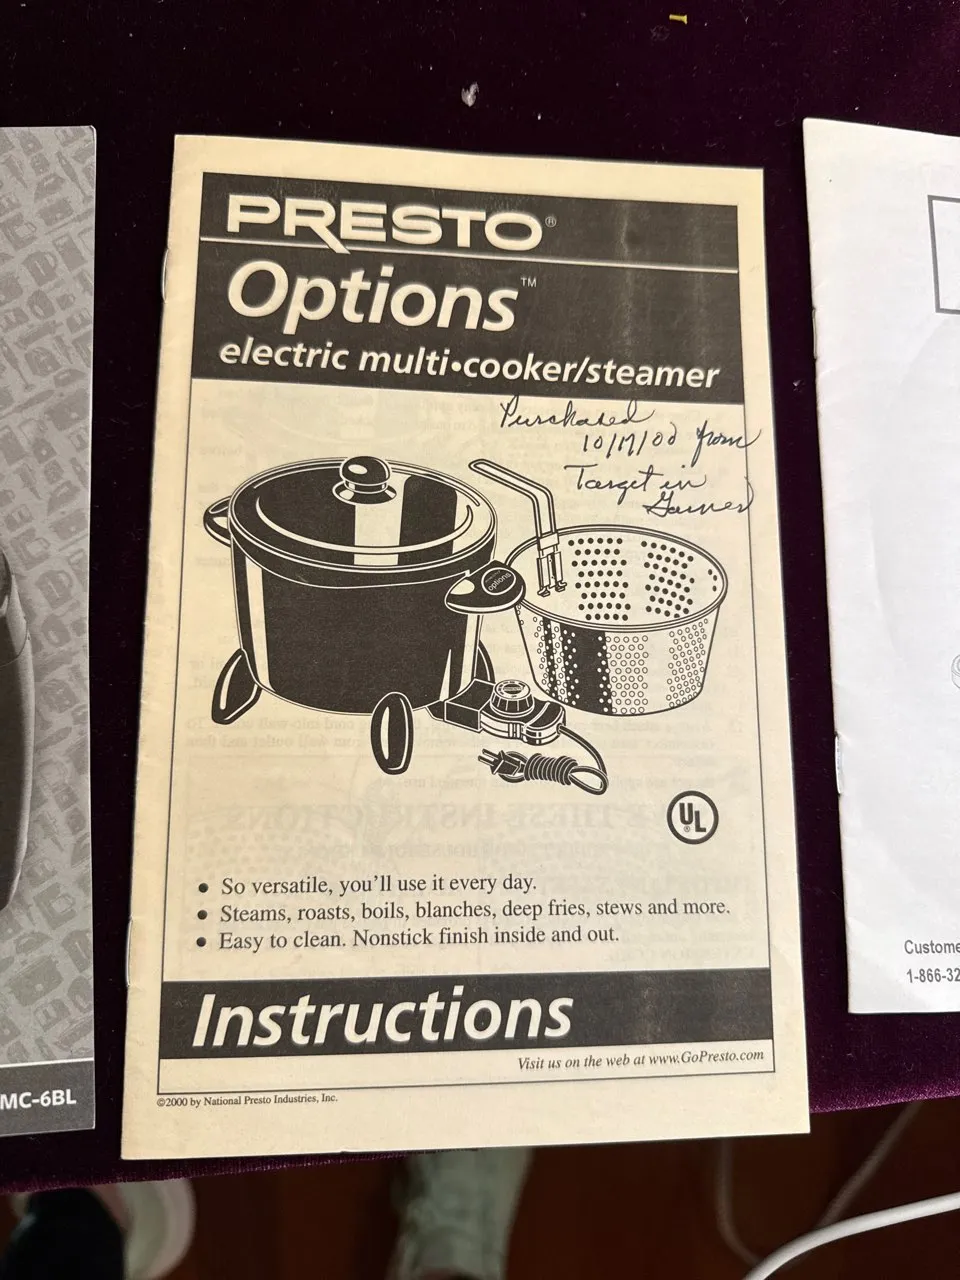 PRESTO®
Options™
electric multi•cooker/steamer
Purchased
10/17/00 from
Target in
options
UL
• So versatile, you'll use it every day.
• Steams, roasts, boils, blanches, deep fries, stews and more.
• Easy to clean. Nonstick finish inside and out.
Instructions
Visit us on the web at www.GoPresto.com
©2000 by National Presto Industries, Inc.
MC-6BL
Custome
1-866-32